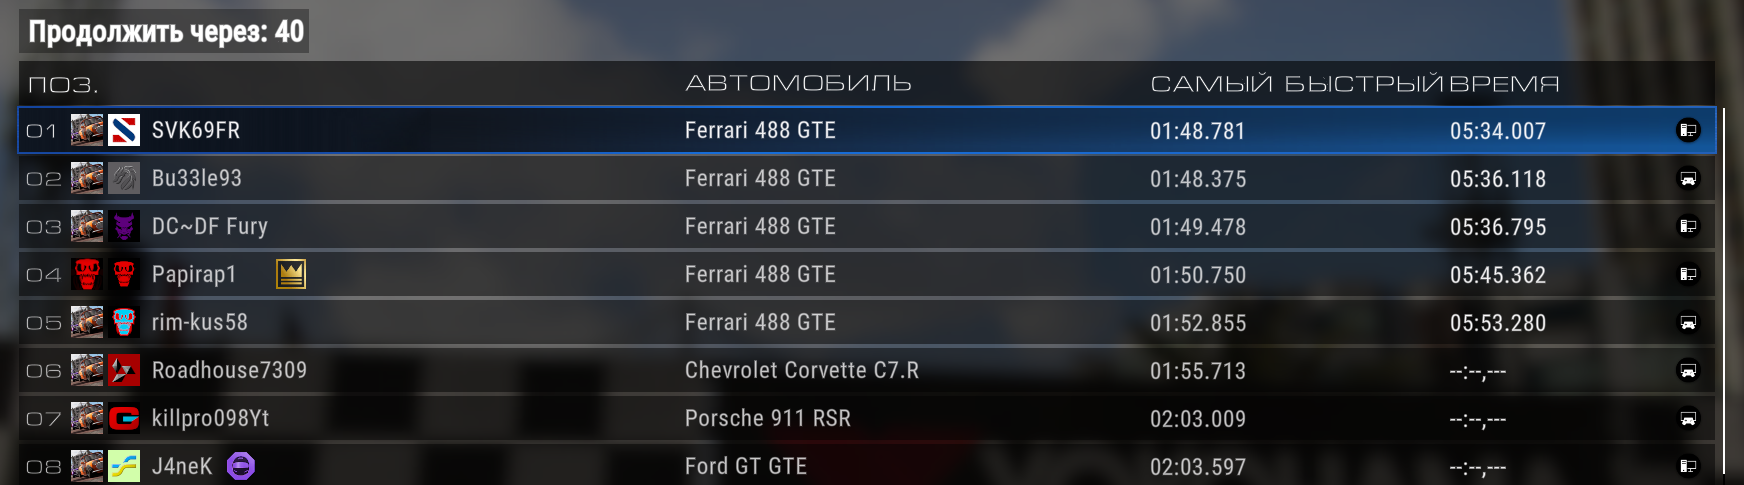 Продолжить через: 40
ПОЗ. АВТОМОБИЛЬ САМЫЙ БЫСТРЫЙ ВРЕМЯ
01 SVK69FR Ferrari 488 GTE 01:48.781 05:34.007
02 Bu33le93 Ferrari 488 GTE 01:48.375 05:36.118
03 DC~DF Fury Ferrari 488 GTE 01:49.478 05:36.795
04 Papirap1 Ferrari 488 GTE 01:50.750 05:45.362
05 rim-kus58 Ferrari 488 GTE 01:52.855 05:53.280
06 Roadhouse7309 Chevrolet Corvette C7.R 01:55.713 --:--,---
07 killpro098Yt Porsche 911 RSR 02:03.009 --:--,---
08 J4neK Ford GT GTE 02:03.597 --:--,---